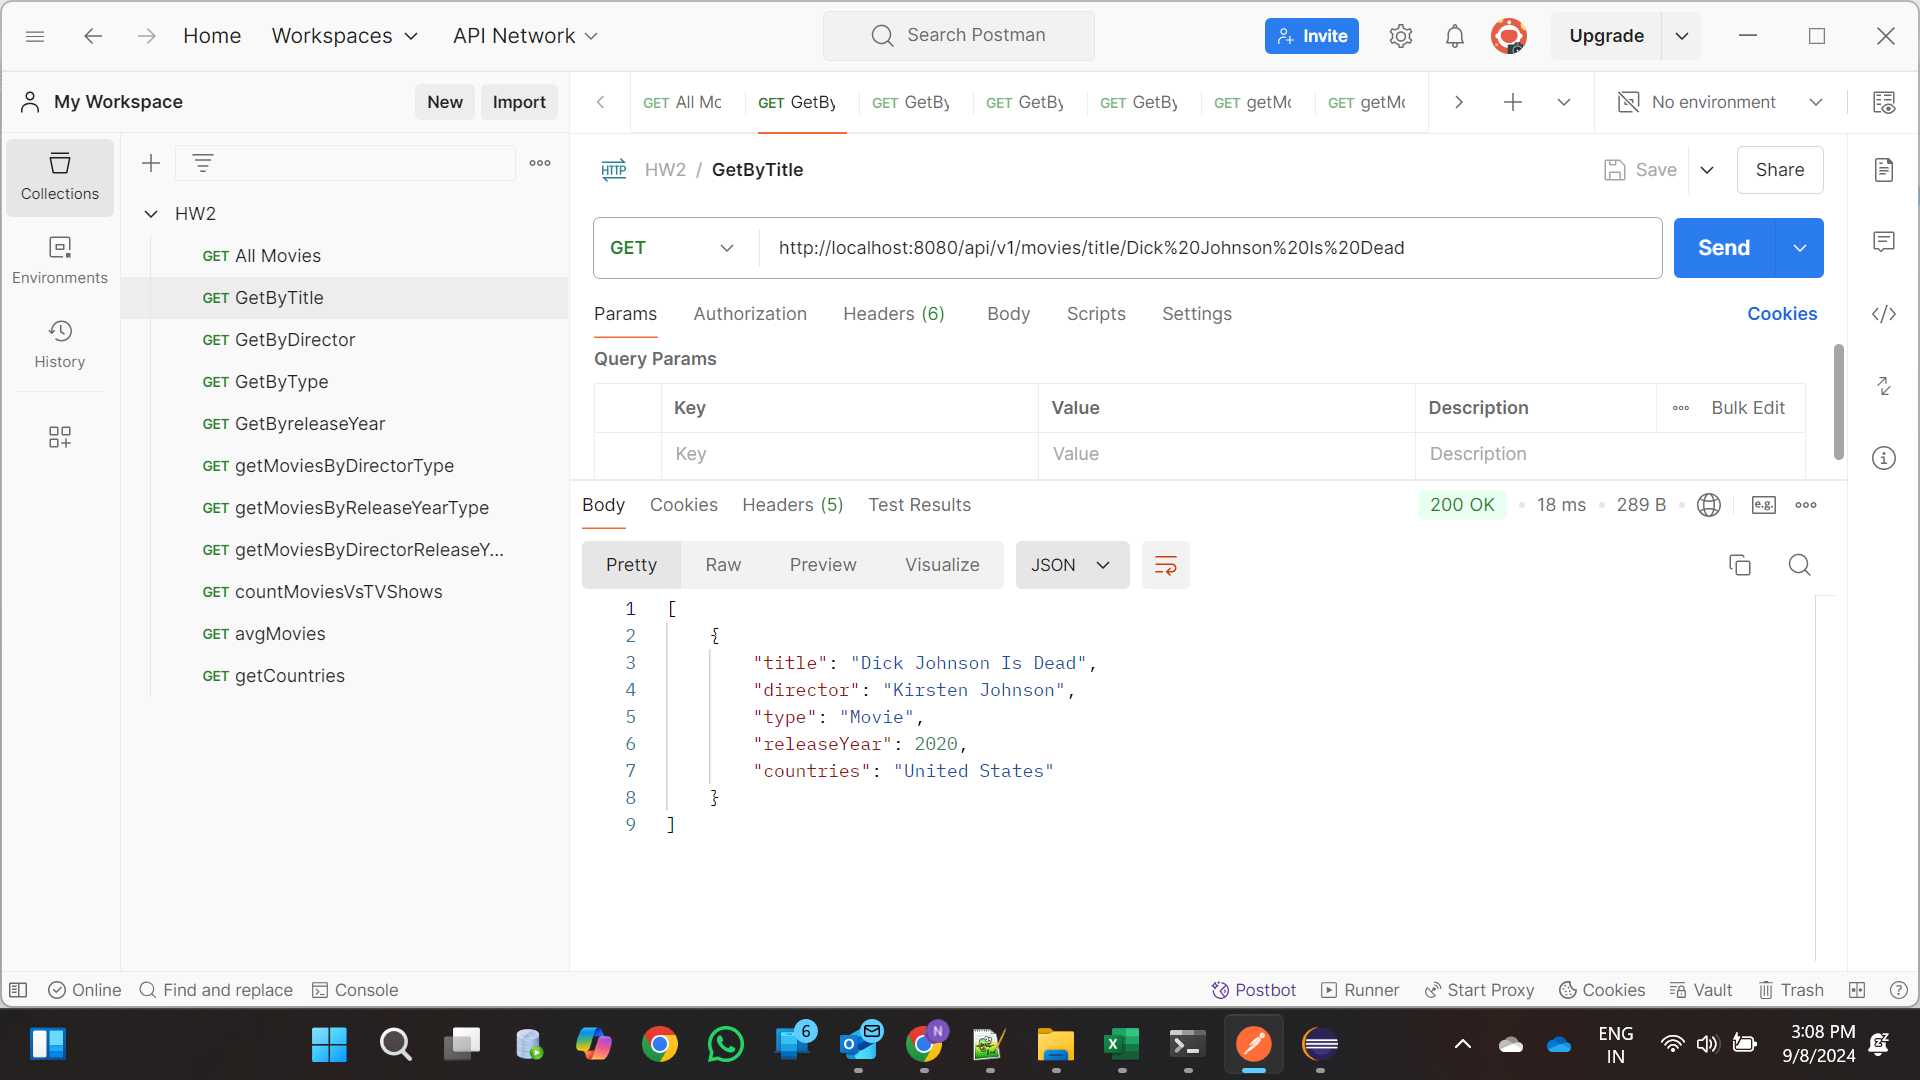 Home
Workspaces
API Network
Search Postman
Invite
Upgrade
My Workspace
New
Import
GET All Mo
GET GetBy
GET GetBy
GET GetBy
GET GetBy
GET getMo
GET getMo
No environment
Collections
Environments
History
HW2
GET All Movies
GET GetByTitle
GET GetByDirector
GET GetByType
GET GetByreleaseYear
GET getMoviesByDirectorType
GET getMoviesByReleaseYearType
GET getMoviesByDirectorReleaseY...
GET countMoviesVsTVShows
GET avgMovies
GET getCountries
HTTP HW2 / GetByTitle
Save
Share
GET
http://localhost:8080/api/v1/movies/title/Dick%20Johnson%20Is%20Dead
Send
Params Authorization Headers (6) Body Scripts Settings
Cookies
Query Params
Key Value Description Bulk Edit
Key Value Description
Body Cookies Headers (5) Test Results
200 OK • 18 ms • 289 B
e.g.
Pretty Raw Preview Visualize JSON
1 [
2 {
3 "title": "Dick Johnson Is Dead",
4 "director": "Kirsten Johnson",
5 "type": "Movie",
6 "releaseYear": 2020,
7 "countries": "United States"
8 }
9 ]
Online Find and replace Console
Postbot Runner Start Proxy Cookies Vault Trash
6
N
ENG
IN
3:08 PM
9/8/2024